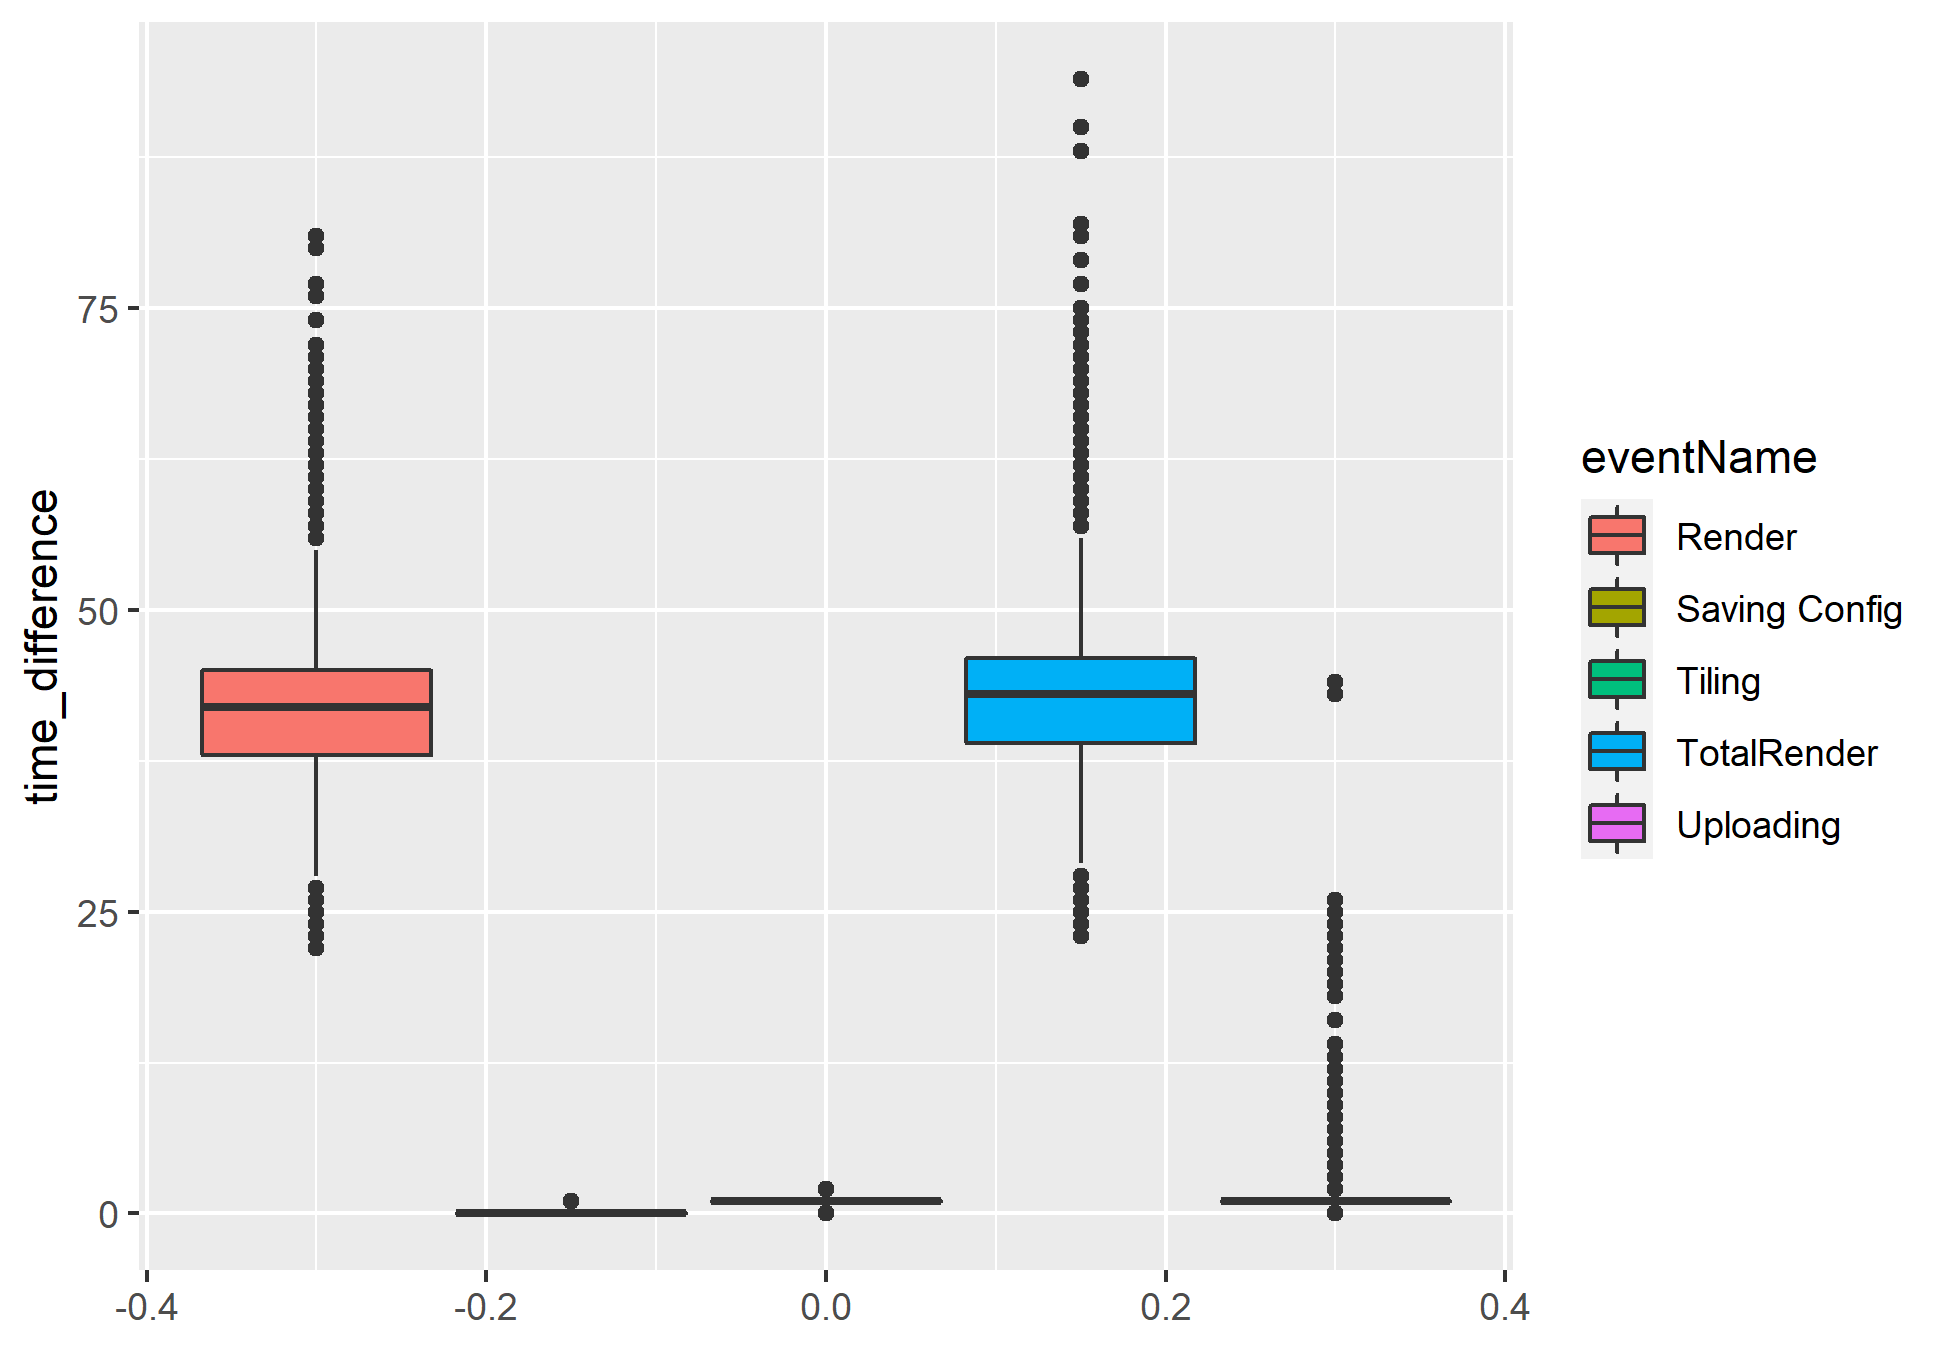 time_difference
75
50
25
0
-0.4
-0.2
0.0
0.2
0.4
eventName
Render
Saving Config
Tiling
TotalRender
Uploading